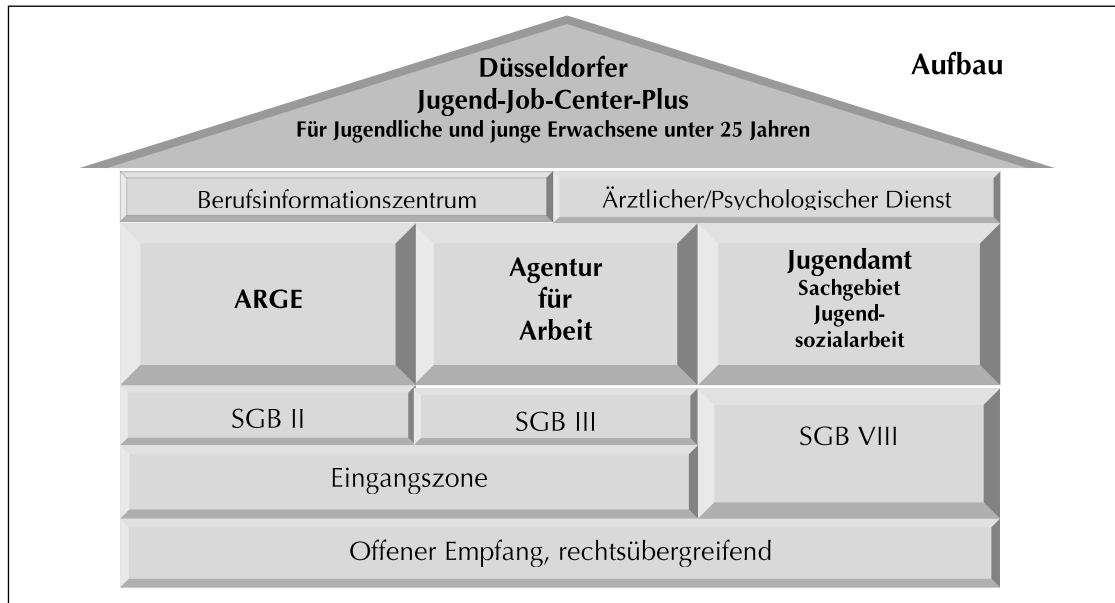 Aufbau
Düsseldorfer
Jugend-Job-Center-Plus
Für Jugendliche und junge Erwachsene unter 25 Jahren
Berufsinformationszentrum
Ärztlicher/Psychologischer Dienst
ARGE
Agentur
für
Arbeit
Jugendamt
Sachgebiet
Jugend-
sozialarbeit
SGB II
SGB III
SGB VIII
Eingangszone
Offener Empfang, rechtsübergreifend